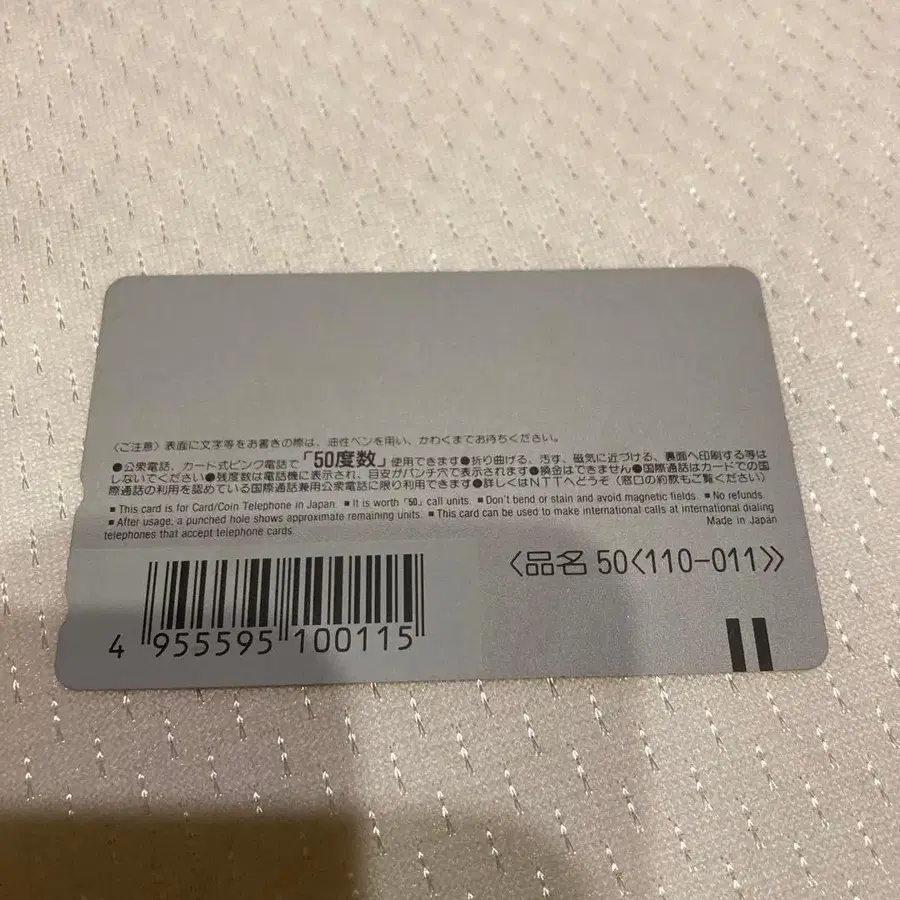 〈ご注意〉表面に文字等をお書きの際は、油性ペンを用い、かわくまでお待ちください。
●公衆電話、カード式ピンク電話で「50度数」使用できます●折り曲げる、汚す、磁気に近づける、裏面へ印刷する等は
しないでください●残度数は電話機に表示され、目安がパンチ穴で表示されます●換金はできません●国際通話はカードでの国
際通話の利用を認めている国際通話兼用公衆電話に限り利用できます●詳しくはNTTへどうぞ（窓口の約款もご覧ください）
■ This card is for Card/Coin Telephone in Japan. ■ It is worth「50」call units. ■ Don't bend or stain and avoid magnetic fields. ■ No refunds.
■ After usage, a punched hole shows approximate remaining units. ■ This card can be used to make international calls at international dialing
telephones that accept telephone cards. Made in Japan
〈品名 50〈110-011〉〉
4 955595 100115